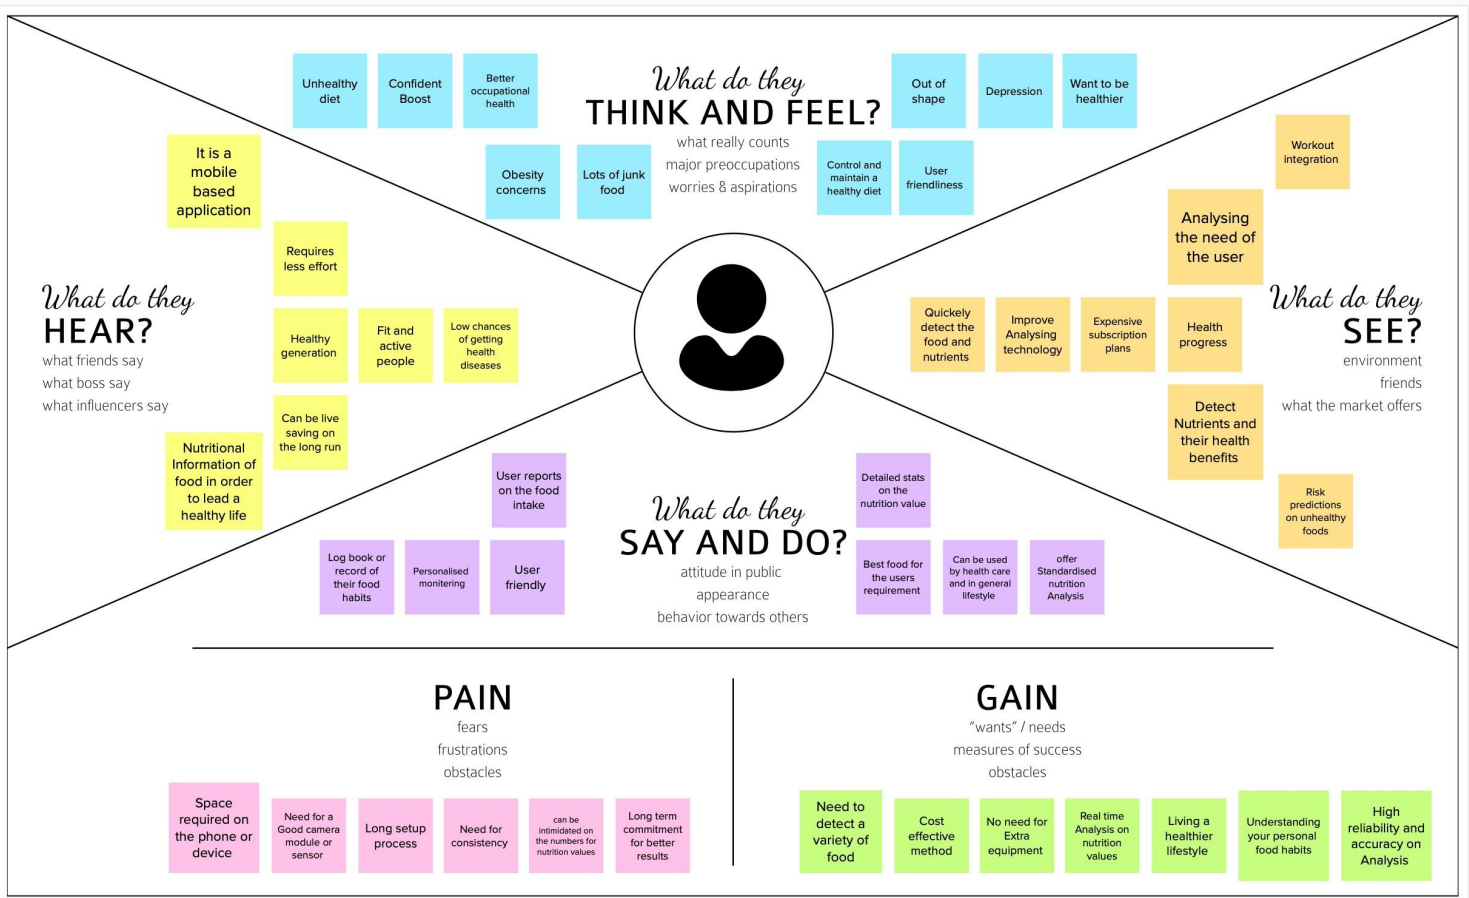 What do they
THINK AND FEEL?
what really counts
major preoccupations
worries & aspirations
Unhealthy
diet
Confident
Boost
Better
occupational
health
Obesity
concerns
Lots of junk
food
Out of
shape
Depression
Want to be
healthier
Control and
maintain a
healthy diet
User
friendliness
What do they
HEAR?
what friends say
what boss say
what influencers say
It is a
mobile
based
application
Requires
less effort
Healthy
generation
Fit and
active
people
Low chances
of getting
health
diseases
Can be live
saving on
the long run
Nutritional
Information of
food in order
to lead a
healthy life
What do they
SEE?
environment
friends
what the market offers
Workout
integration
Analysing
the need of
the user
Quickely
detect the
food and
nutrients
Improve
Analysing
technology
Expensive
subscription
plans
Health
progress
Detect
Nutrients and
their health
benefits
Risk
predictions
on unhealthy
foods
What do they
SAY AND DO?
attitude in public
appearance
behavior towards others
User reports
on the food
intake
Log book or
record of
their food
habits
Personalised
monitering
User
friendly
Detailed stats
on the
nutrition value
Best food for
the users
requirement
Can be used
by health care
and in general
lifestyle
offer
Standardised
nutrition
Analysis
PAIN
fears
frustrations
obstacles
Space
required on
the phone or
device
Need for a
Good camera
module or
sensor
Long setup
process
Need for
consistency
can be
intimidated on
the numbers for
nutrition values
Long term
commitment
for better
results
GAIN
"wants" / needs
measures of success
obstacles
Need to
detect a
variety of
food
Cost
effective
method
No need for
Extra
equipment
Real time
Analysis on
nutrition
values
Living a
healthier
lifestyle
Understanding
your personal
food habits
High
reliability and
accuracy on
Analysis